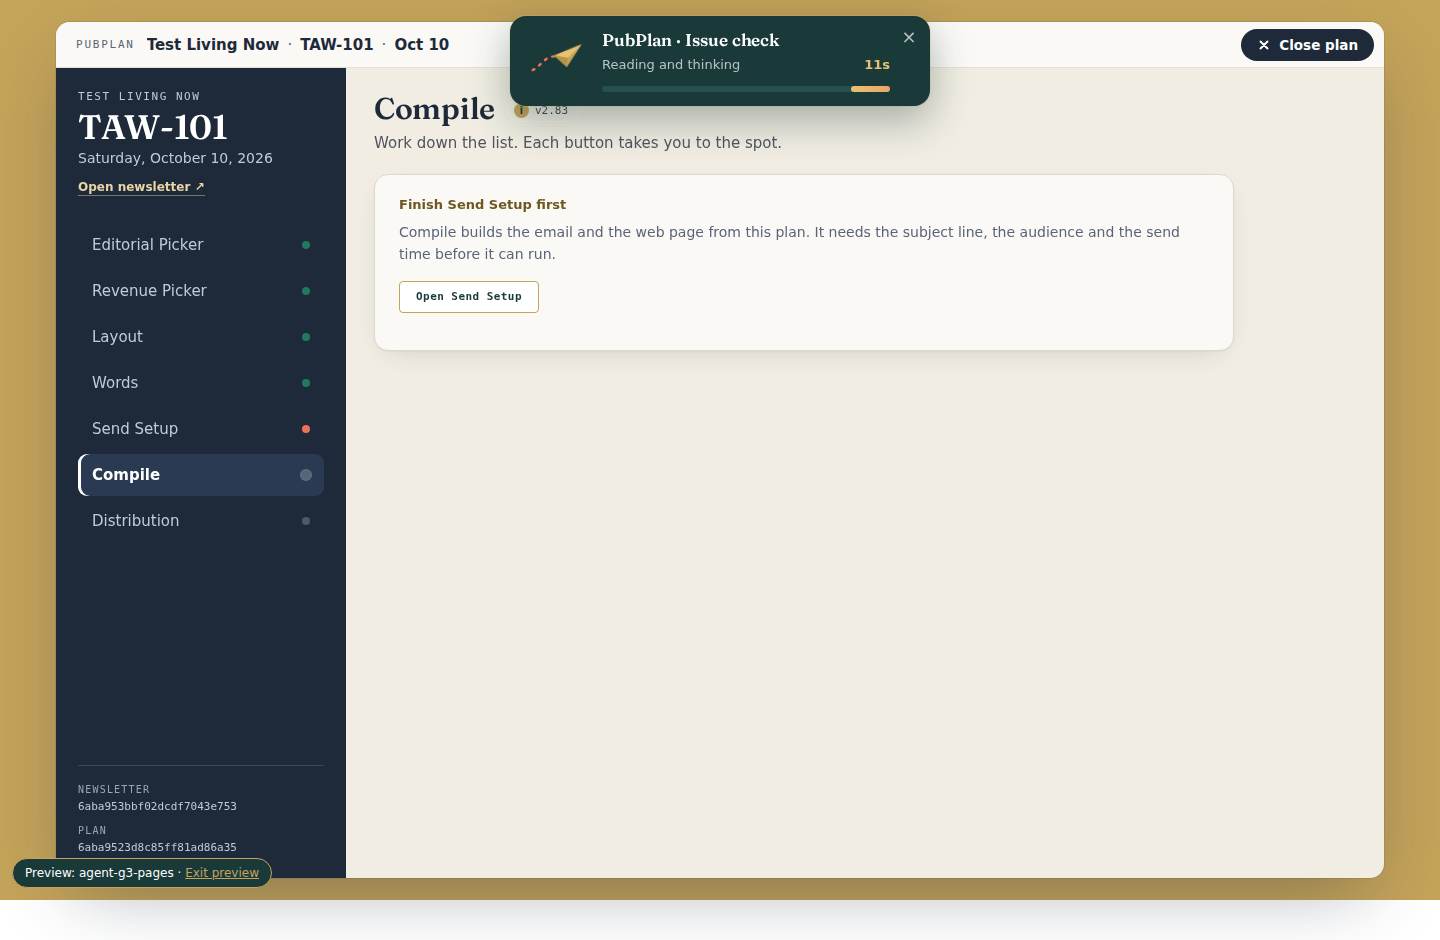 PUBPLAN Test Living Now · TAW-101 · Oct 10
PubPlan · Issue check
Reading and thinking 11s
Close plan
TEST LIVING NOW
TAW-101
Saturday, October 10, 2026
Open newsletter ↗
Editorial Picker
Revenue Picker
Layout
Words
Send Setup
Compile
Distribution
NEWSLETTER
6aba953bbf02dcdf7043e753
PLAN
6aba9523d8c85ff81ad86a35
Preview: agent-g3-pages · Exit preview
Compile i v2.83
Work down the list. Each button takes you to the spot.
Finish Send Setup first
Compile builds the email and the web page from this plan. It needs the subject line, the audience and the send
time before it can run.
Open Send Setup